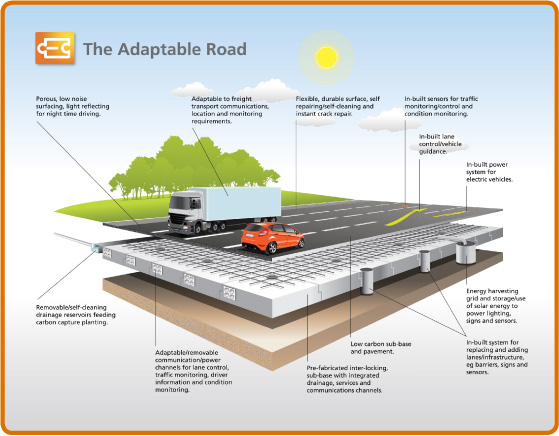 The Adaptable Road
Porous, low noise
surfacing, light reflecting
for night time driving.
Adaptable to freight
transport communications,
location and monitoring
requirements.
Flexible, durable surface, self
repairing/self-cleaning and
instant crack repair.
In-built sensors for traffic
monitoring/control and
condition monitoring.
In-built lane
control/vehicle
guidance.
In-built power
system for
electric vehicles.
Removable/self-cleaning
drainage reservoirs feeding
carbon capture planting.
Adaptable/removable
communication/power
channels for lane control,
traffic monitoring, driver
information and condition
monitoring.
Pre-fabricated inter-locking,
sub-base with integrated
drainage, services and
communications channels.
Low carbon sub-base
and pavement.
Energy harvesting
grid and storage/use
of solar energy to
power lighting,
signs and sensors.
In-built system for
replacing and adding
lanes/infrastructure,
eg barriers, signs and
sensors.